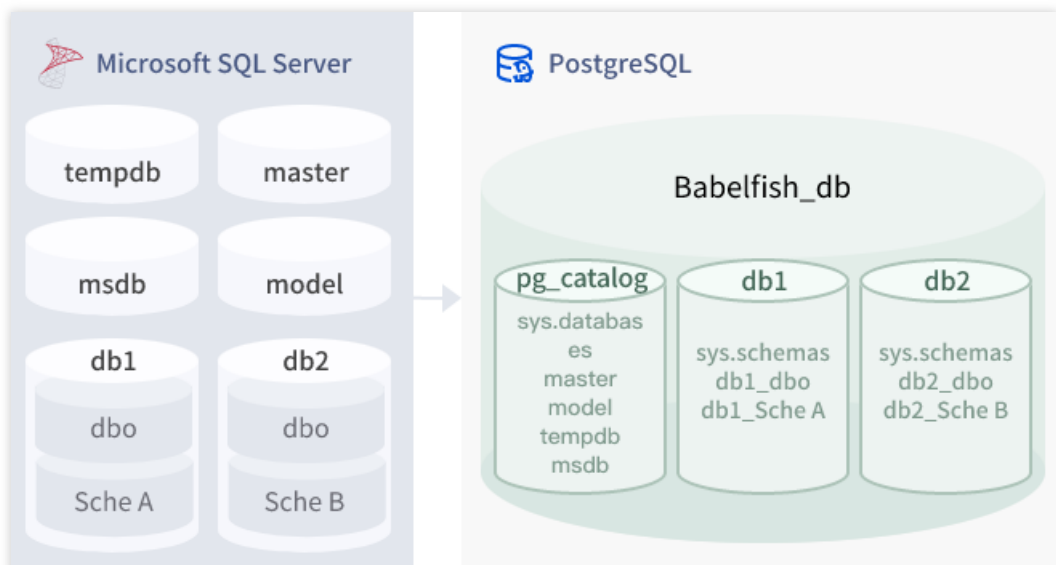 Microsoft SQL Server
tempdb
master
msdb
model
db1
db2
dbo
dbo
Sche A
Sche B
PostgreSQL
Babelfish_db
pg_catalog
sys.databas
es
master
model
tempdb
msdb
db1
sys.schemas
db1_dbo
db1_Sche A
db2
sys.schemas
db2_dbo
db2_Sche B